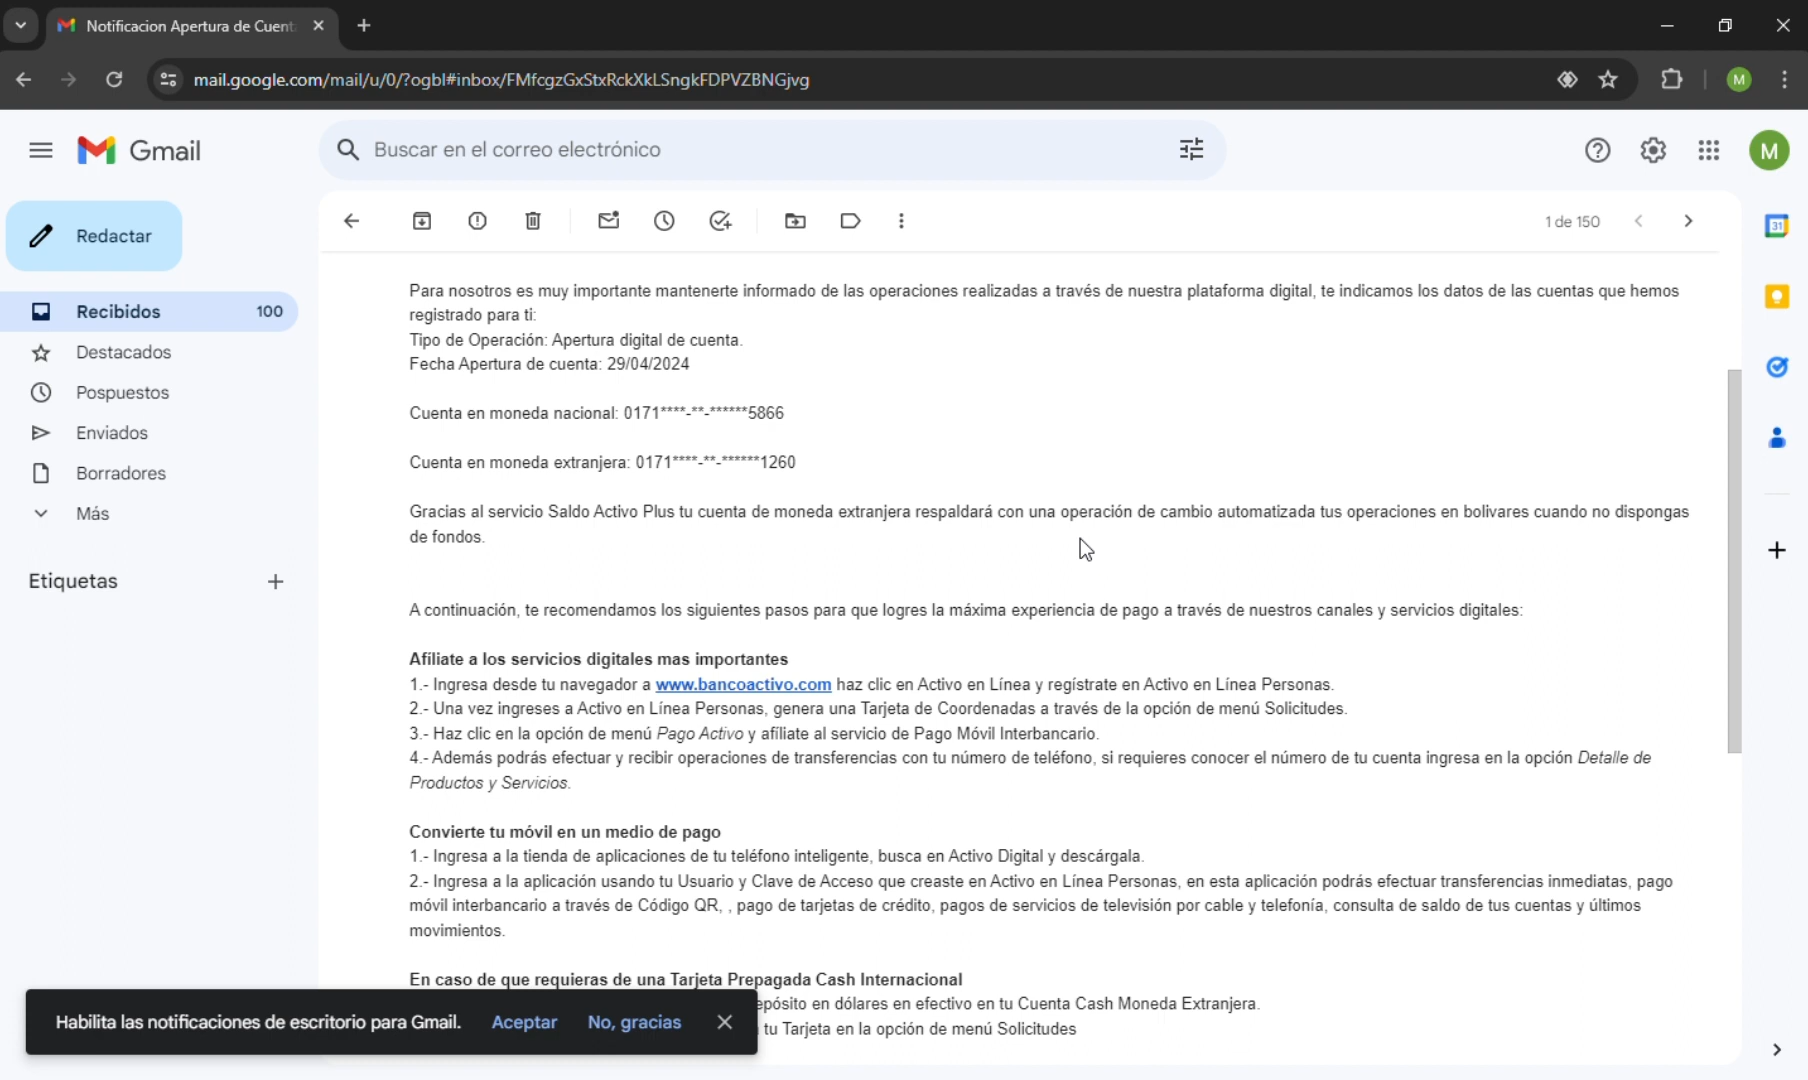 Notificacion Apertura de Cuent
mail.google.com/mail/u/0/?ogbl#inbox/FMfcgzGxStxRckXkLSngkFDPVZBNGjvg
M
Gmail
Buscar en el correo electrónico
M
Redactar
1 de 150
31
Recibidos 100
Destacados
Pospuestos
Enviados
Borradores
Más
Etiquetas
Para nosotros es muy importante mantenerte informado de las operaciones realizadas a través de nuestra plataforma digital, te indicamos los datos de las cuentas que hemos
registrado para ti:
Tipo de Operación: Apertura digital de cuenta.
Fecha Apertura de cuenta: 29/04/2024
Cuenta en moneda nacional: 0171****-**-******5866
Cuenta en moneda extranjera: 0171****-**-******1260
Gracias al servicio Saldo Activo Plus tu cuenta de moneda extranjera respaldará con una operación de cambio automatizada tus operaciones en bolivares cuando no dispongas
de fondos.
A continuación, te recomendamos los siguientes pasos para que logres la máxima experiencia de pago a través de nuestros canales y servicios digitales:
Afíliate a los servicios digitales mas importantes
1.- Ingresa desde tu navegador a www.bancoactivo.com haz clic en Activo en Línea y regístrate en Activo en Línea Personas.
2.- Una vez ingreses a Activo en Línea Personas, genera una Tarjeta de Coordenadas a través de la opción de menú Solicitudes.
3.- Haz clic en la opción de menú Pago Activo y afíliate al servicio de Pago Móvil Interbancario.
4.- Además podrás efectuar y recibir operaciones de transferencias con tu número de teléfono, si requieres conocer el número de tu cuenta ingresa en la opción Detalle de
Productos y Servicios.
Convierte tu móvil en un medio de pago
1.- Ingresa a la tienda de aplicaciones de tu teléfono inteligente, busca en Activo Digital y descárgala.
2.- Ingresa a la aplicación usando tu Usuario y Clave de Acceso que creaste en Activo en Línea Personas, en esta aplicación podrás efectuar transferencias inmediatas, pago
móvil interbancario a través de Código QR, , pago de tarjetas de crédito, pagos de servicios de televisión por cable y telefonía, consulta de saldo de tus cuentas y últimos
movimientos.
En caso de que requieras de una Tarjeta Prepagada Cash Internacional
epósito en dólares en efectivo en tu Cuenta Cash Moneda Extranjera.
tu Tarjeta en la opción de menú Solicitudes
Habilita las notificaciones de escritorio para Gmail. Aceptar No, gracias